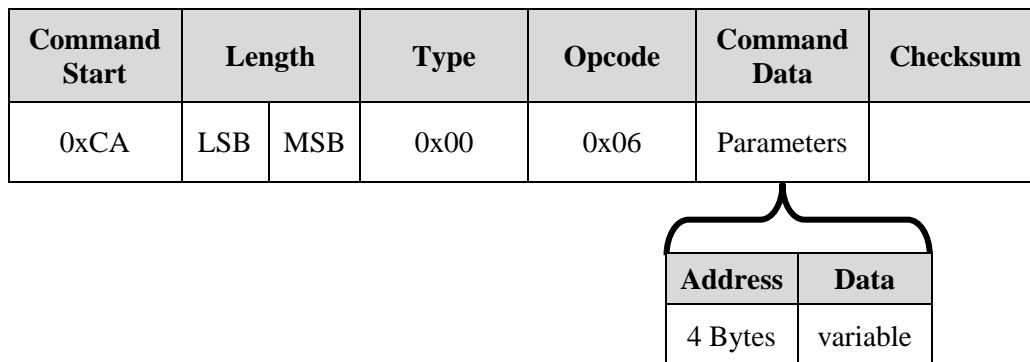 Command Start Length Type Opcode Command Data Checksum
0xCA LSB MSB 0x00 0x06 Parameters
Address Data
4 Bytes variable